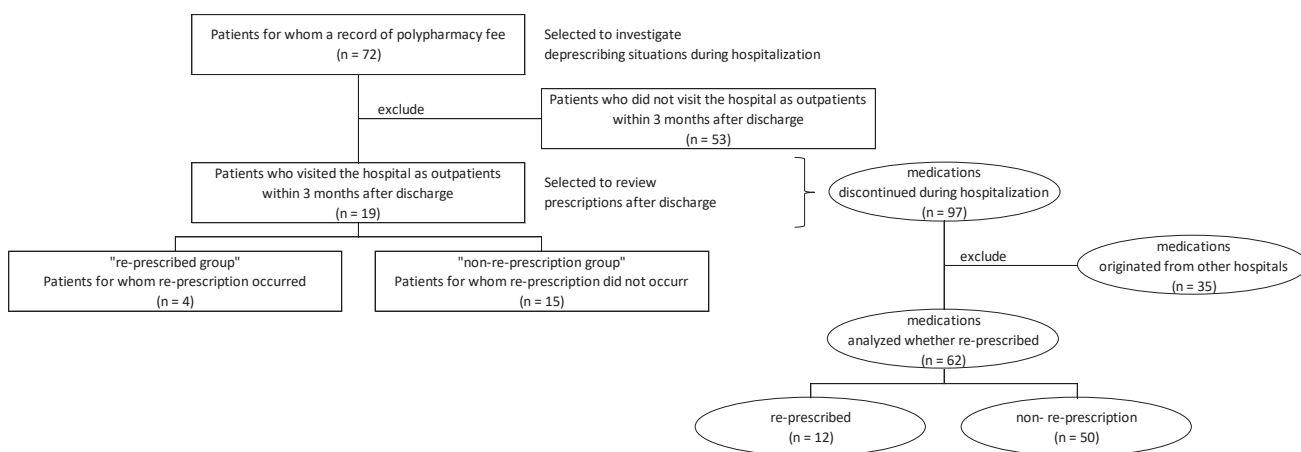 Patients for whom a record of polypharmacy fee
(n = 72)
Selected to investigate
deprescribing situations during hospitalization
exclude
Patients who did not visit the hospital as outpatients
within 3 months after discharge
(n = 53)
Patients who visited the hospital as outpatients
within 3 months after discharge
(n = 19)
Selected to review
prescriptions after discharge
medications
discontinued during hospitalization
(n = 97)
"re-prescribed group"
Patients for whom re-prescription occurred
(n = 4)
"non-re-prescription group"
Patients for whom re-prescription did not occurr
(n = 15)
exclude
medications
originated from other hospitals
(n = 35)
medications
analyzed whether re-prescribed
(n = 62)
re-prescribed
(n = 12)
non- re-prescription
(n = 50)